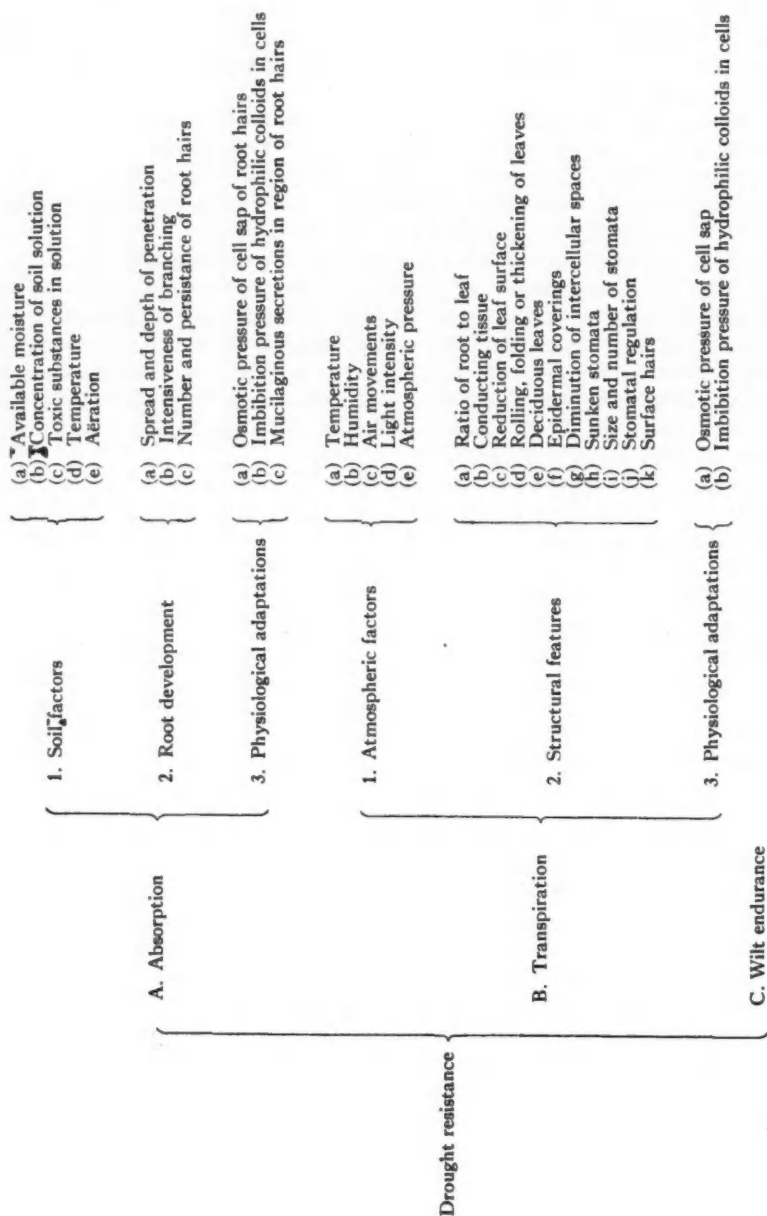 Drought resistance
A. Absorption
1. Soil factors
(a) Available moisture
(b) Concentration of soil solution
(c) Toxic substances in solution
(d) Temperature
(e) Aëration
2. Root development
(a) Spread and depth of penetration
(b) Intensiveness of branching
(c) Number and persistance of root hairs
3. Physiological adaptations
(a) Osmotic pressure of cell sap of root hairs
(b) Imbibition pressure of hydrophilic colloids in cells
(c) Mucilaginous secretions in region of root hairs
B. Transpiration
1. Atmospheric factors
(a) Temperature
(b) Humidity
(c) Air movements
(d) Light intensity
(e) Atmospheric pressure
2. Structural features
(a) Ratio of root to leaf
(b) Conducting tissue
(c) Reduction of leaf surface
(d) Rolling, folding or thickening of leaves
(e) Deciduous leaves
(f) Epidermal coverings
(g) Diminution of intercellular spaces
(h) Sunken stomata
(i) Size and number of stomata
(j) Stomatal regulation
(k) Surface hairs
3. Physiological adaptations
(a) Osmotic pressure of cell sap
(b) Imbibition pressure of hydrophilic colloids in cells
C. Wilt endurance